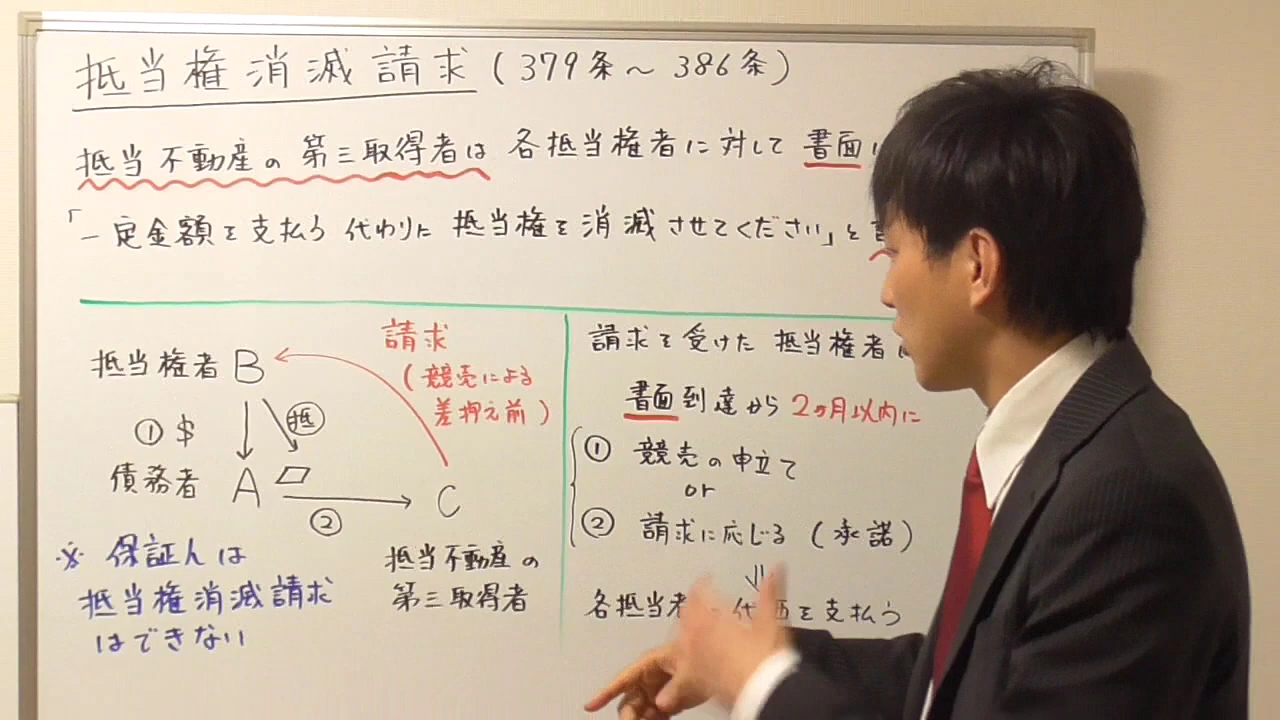 抵当権消滅請求(379条～386条)
抵当不動産の第三取得者は 各抵当権者に対して 書面
「一定金額を支払う代わりに 抵当権を消滅させてください」と
請求
(競売による
差押え前)
抵当権者 B
① $
抵
債務者 A
②
C
※ 保証人は
抵当権消滅請求
はできない
抵当不動産の
第三取得者
請求を受けた 抵当権者
書面到達から 2ヶ月以内に
① 競売の申立て
or
② 請求に応じる (承諾)
各抵当者 代価を支払う